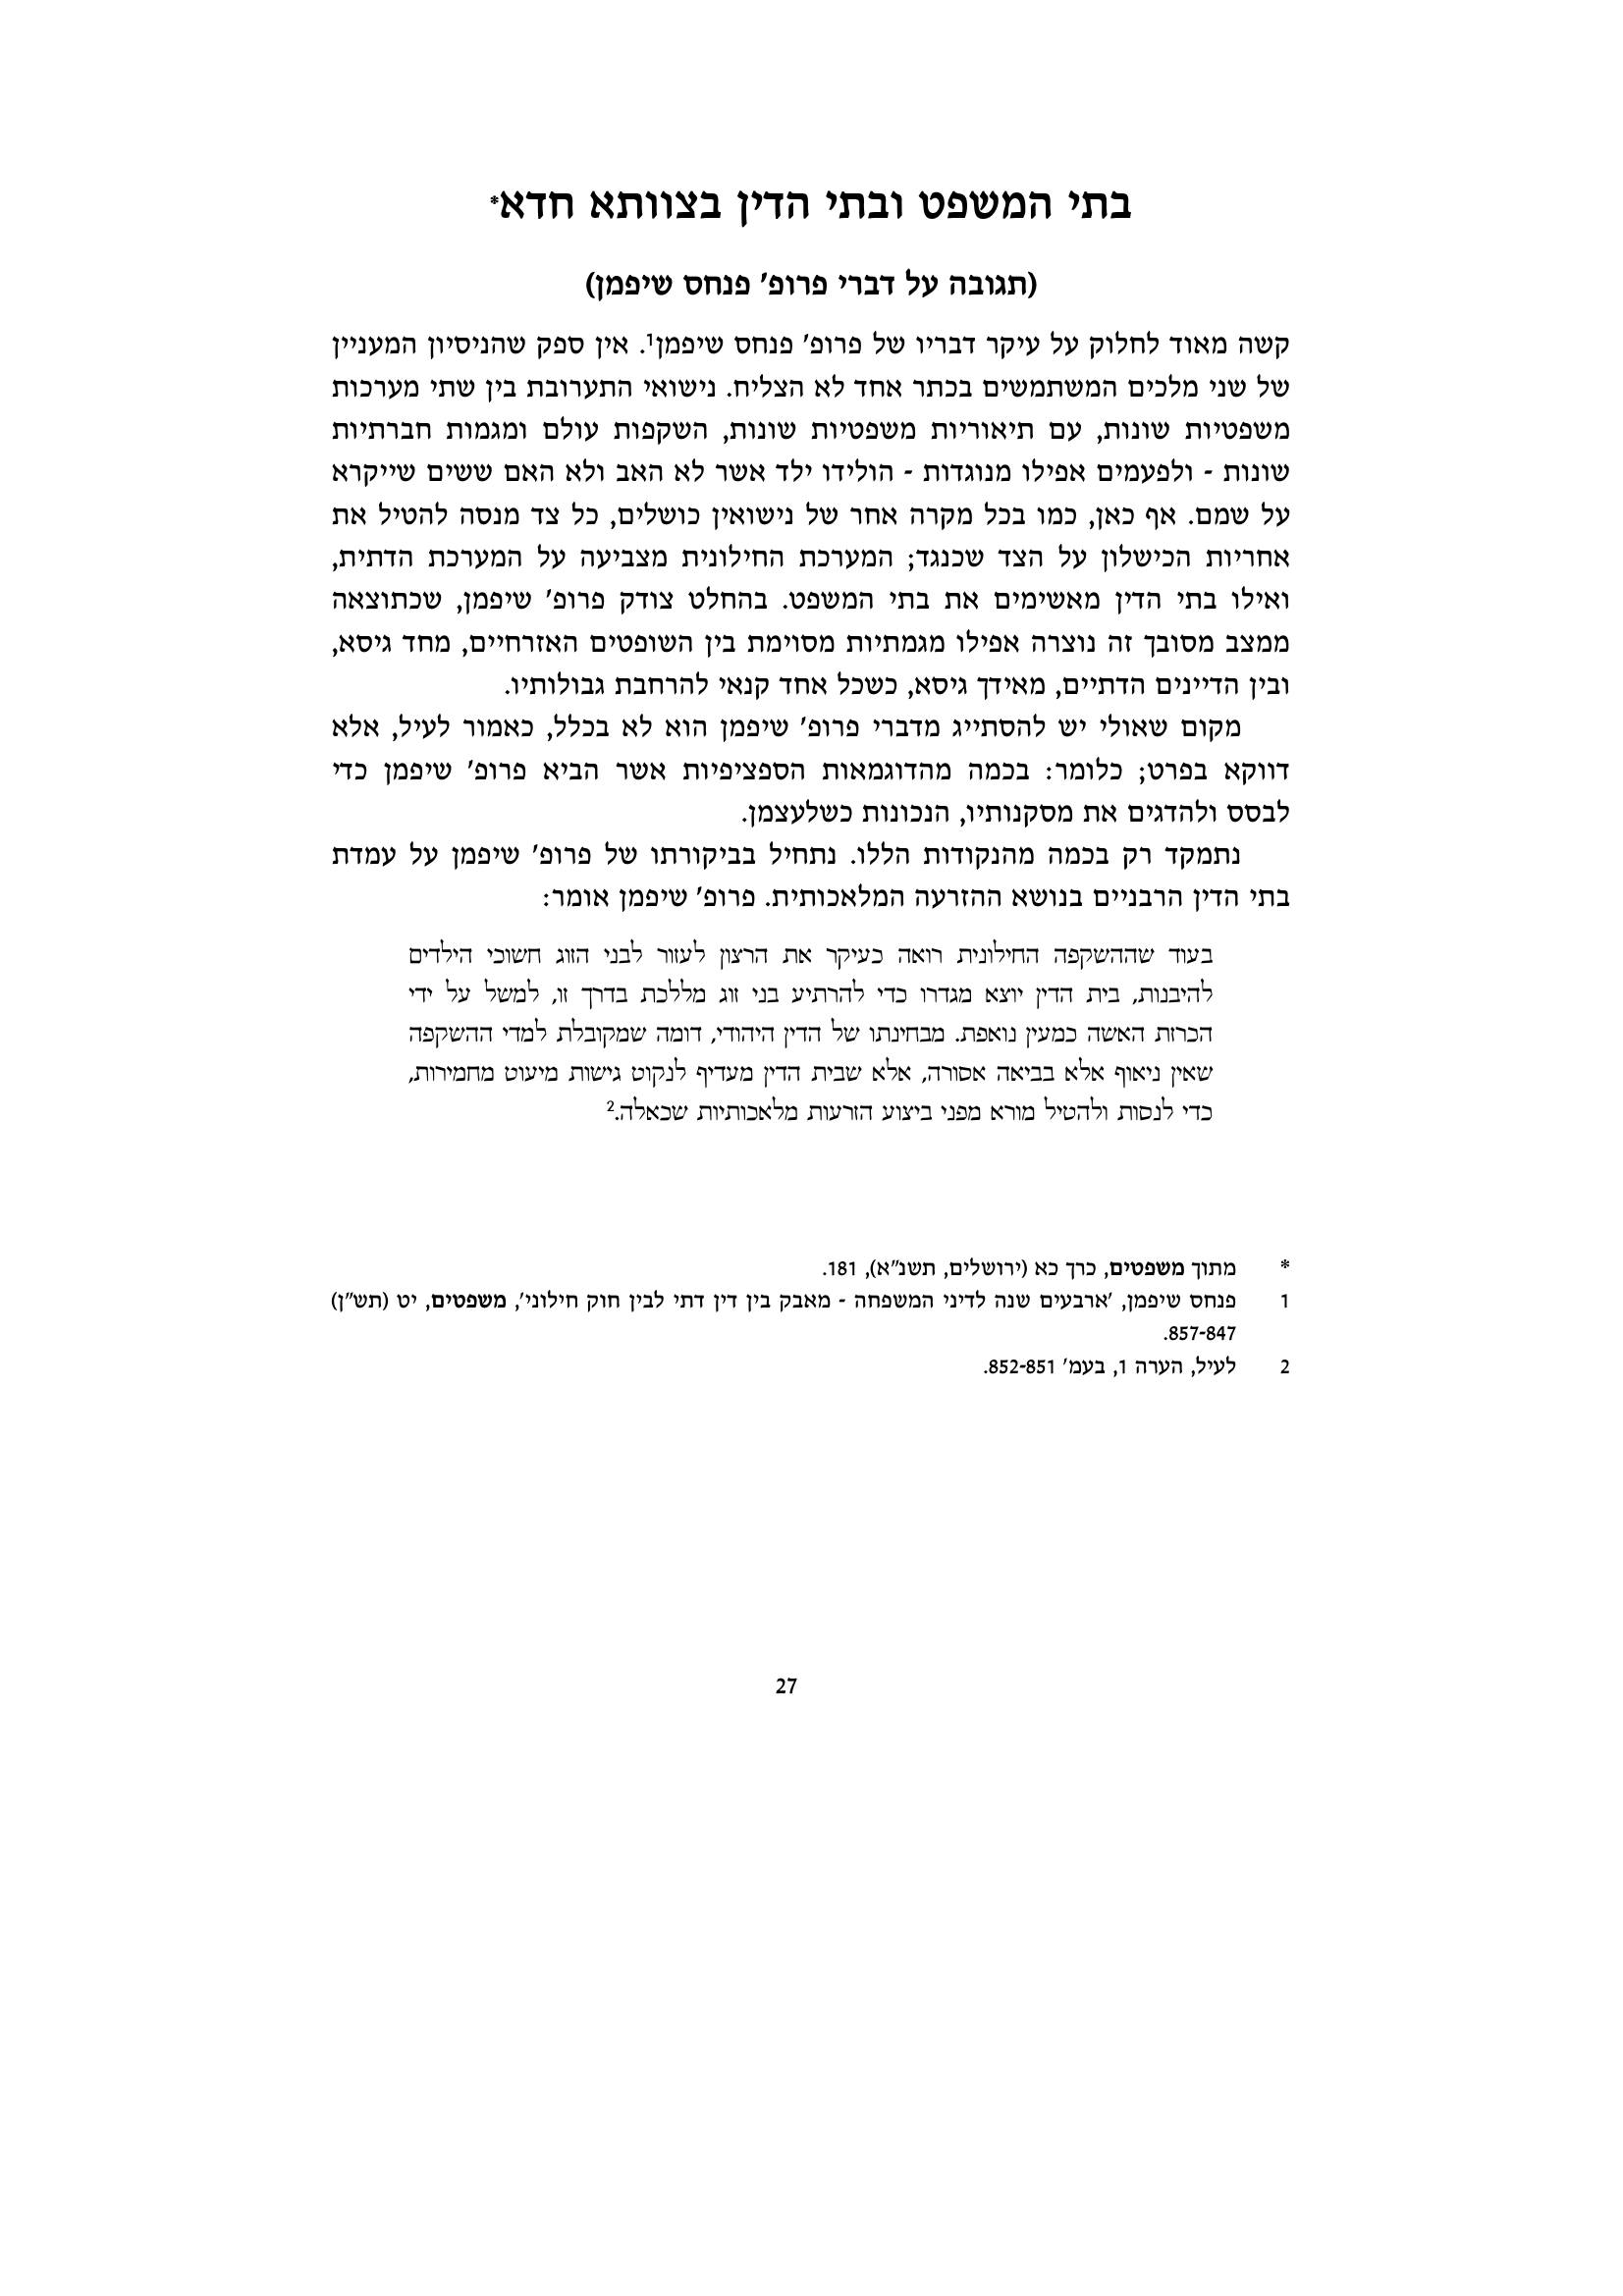 בתי המשפט ובתי הדין בצוותא חדא*
(תגובה על דברי פרופ' פנחס שיפמן)
קשה מאוד לחלוק על עיקר דבריו של פרופ' פנחס שיפמן1. אין ספק שהניסיון המעניין
של שני מלכים המשתמשים בכתר אחד לא הצליח. נישואי התערובת בין שתי מערכות
משפטיות שונות, עם תיאוריות משפטיות שונות, השקפות עולם ומגמות חברתיות
שונות - ולפעמים אפילו מנוגדות - הולידו ילד אשר לא האב ולא האם ששים שייקרא
על שמם. אף כאן, כמו בכל מקרה אחר של נישואין כושלים, כל צד מנסה להטיל את
אחריות הכישלון על הצד שכנגד; המערכת החילונית מצביעה על המערכת הדתית,
ואילו בתי הדין מאשימים את בתי המשפט. בהחלט צודק פרופ' שיפמן, שכתוצאה
ממצב מסובך זה נוצרה אפילו מגמתיות מסוימת בין השופטים האזרחיים, מחד גיסא,
ובין הדיינים הדתיים, מאידך גיסא, כשכל אחד קנאי להרחבת גבולותיו.
מקום שאולי יש להסתייג מדברי פרופ' שיפמן הוא לא בכלל, כאמור לעיל, אלא
דווקא בפרט; כלומר: בכמה מהדוגמאות הספציפיות אשר הביא פרופ' שיפמן כדי
לבסס ולהדגים את מסקנותיו, הנכונות כשלעצמן.
נתמקד רק בכמה מהנקודות הללו. נתחיל בביקורתו של פרופ' שיפמן על עמדת
בתי הדין הרבניים בנושא ההזרעה המלאכותית. פרופ' שיפמן אומר:
בעוד שההשקפה החילונית רואה כעיקר את הרצון לעזור לבני הזוג חשוכי הילדים
להיבנות, בית הדין יוצא מגדרו כדי להרתיע בני זוג מללכת בדרך זו, למשל על ידי
הכרזת האשה כמעין נואפת. מבחינתו של הדין היהודי, דומה שמקובלת למדי ההשקפה
שאין ניאוף אלא בביאה אסורה, אלא שבית הדין מעדיף לנקוט גישות מיעוט מחמירות,
כדי לנסות ולהטיל מורא מפני ביצוע הזרעות מלאכותיות שכאלה.2
* מתוך משפטים, כרך כא (ירושלים, תשנ"א), 181.
1 פנחס שיפמן, 'ארבעים שנה לדיני המשפחה - מאבק בין דין דתי לבין חוק חילוני', משפטים, יט (תש"ן)
857-847.
2 לעיל, הערה 1, בעמ' 852-851.
27